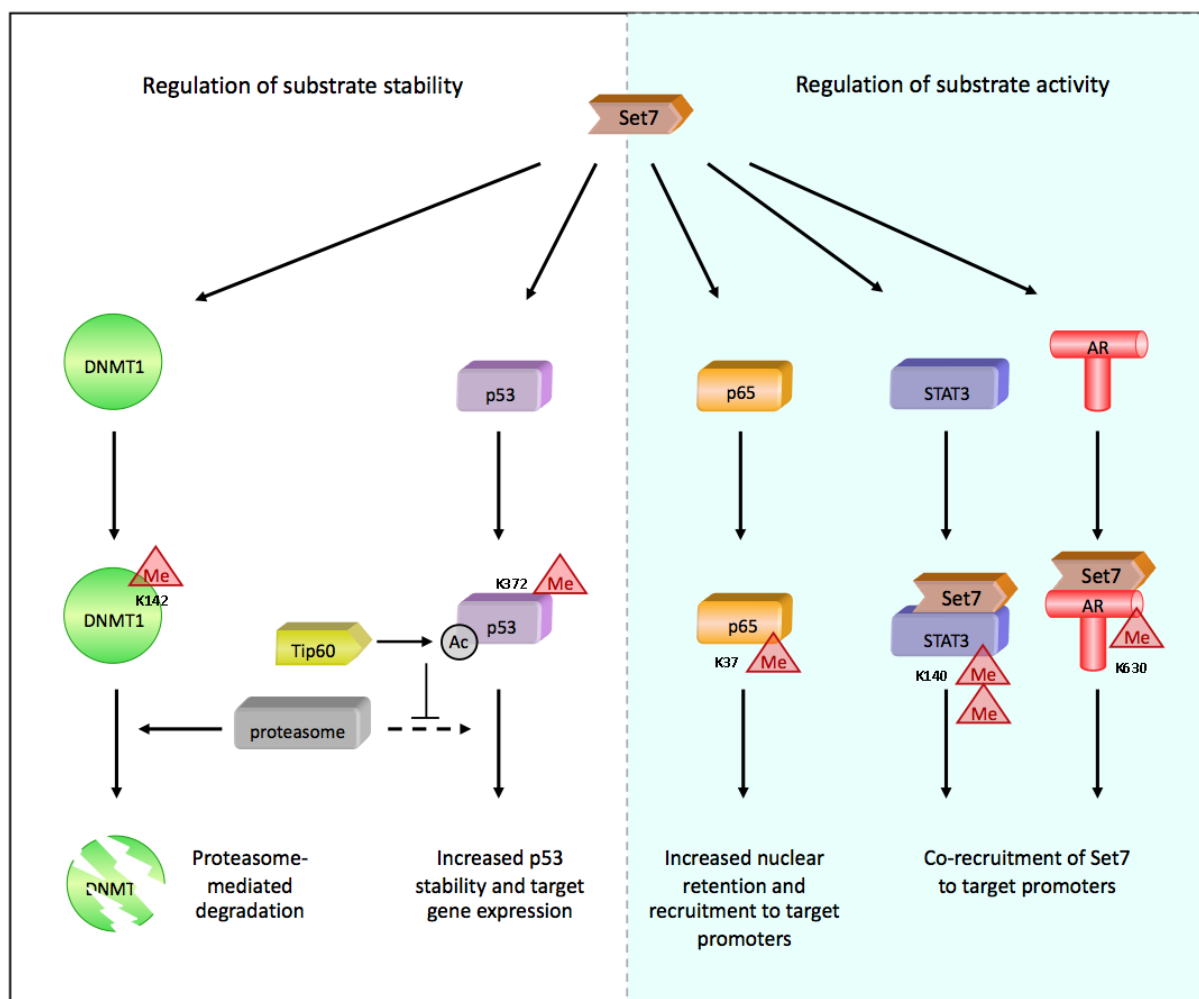 Regulation of substrate stability
Regulation of substrate activity
Set7
DNMT1
p53
p65
STAT3
AR
Me
K142
DNMT1
K372
Me
p53
Ac
Tip60
proteasome
p65
K37
Me
Set7
STAT3
K140
Me
Me
Set7
AR
Me
K630
DNMT
Proteasome-
mediated
degradation
Increased p53
stability and target
gene expression
Increased nuclear
retention and
recruitment to target
promoters
Co-recruitment of Set7
to target promoters